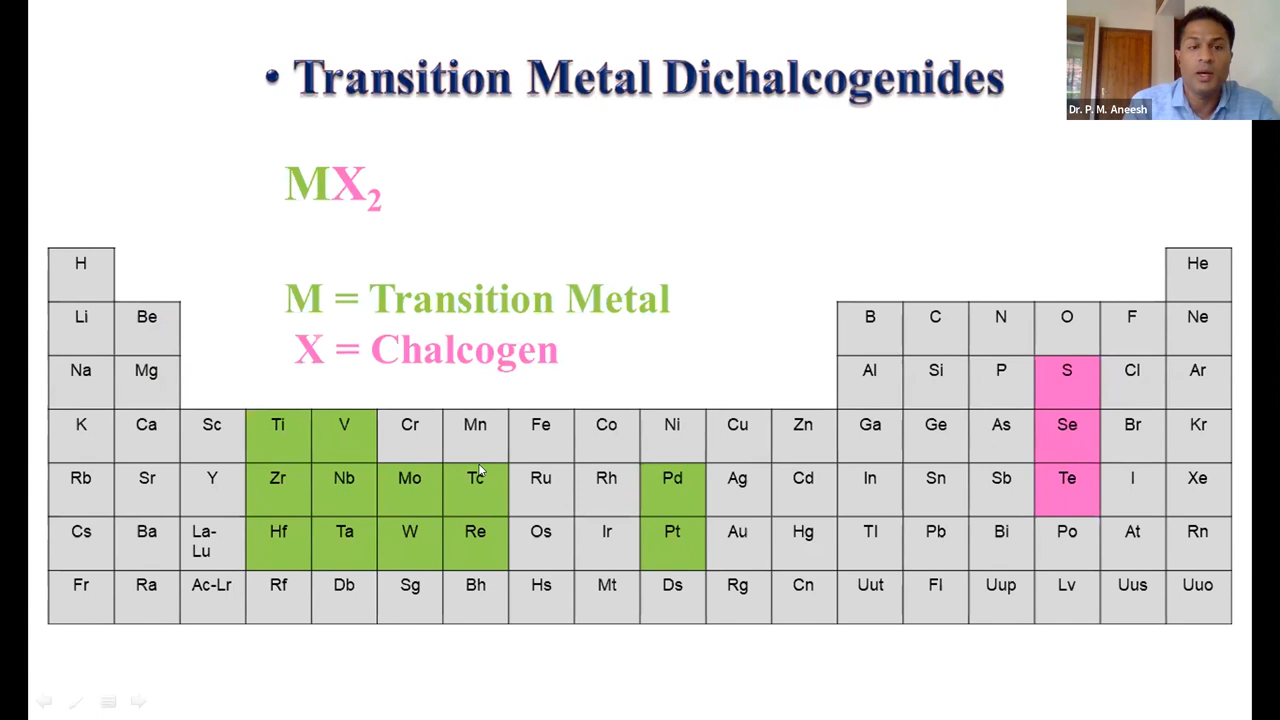 • Transition Metal Dichalcogenides
Dr. P. M. Aneesh
MX₂
M = Transition Metal
X = Chalcogen
H He
Li Be B C N O F Ne
Na Mg Al Si P S Cl Ar
K Ca Sc Ti V Cr Mn Fe Co Ni Cu Zn Ga Ge As Se Br Kr
Rb Sr Y Zr Nb Mo Tc Ru Rh Pd Ag Cd In Sn Sb Te I Xe
Cs Ba La-Lu Hf Ta W Re Os Ir Pt Au Hg Tl Pb Bi Po At Rn
Fr Ra Ac-Lr Rf Db Sg Bh Hs Mt Ds Rg Cn Uut Fl Uup Lv Uus Uuo